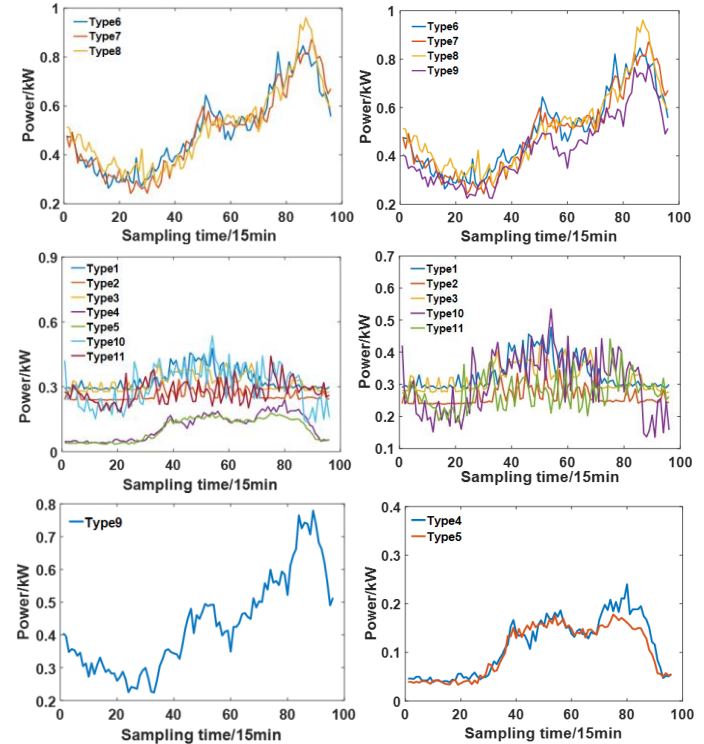 Type6
Type7
Type8
1
0.8
0.6
0.4
0.2
0
20
40
60
80
100
Power/kW
Sampling time/15min
Type6
Type7
Type8
Type9
1
0.8
0.6
0.4
0.2
0
20
40
60
80
100
Power/kW
Sampling time/15min
Type1
Type2
Type3
Type4
Type5
Type10
Type11
0.9
0.6
0.3
0
0
20
40
60
80
100
Power/kW
Sampling time/15min
Type1
Type2
Type3
Type10
Type11
0.7
0.6
0.5
0.4
0.3
0.2
0.1
0
20
40
60
80
100
Power/kW
Sampling time/15min
Type9
0.8
0.7
0.6
0.5
0.4
0.3
0.2
0
20
40
60
80
100
Power/kW
Sampling time/15min
Type4
Type5
0.4
0.3
0.2
0.1
0
0
20
40
60
80
100
Power/kW
Sampling time/15min